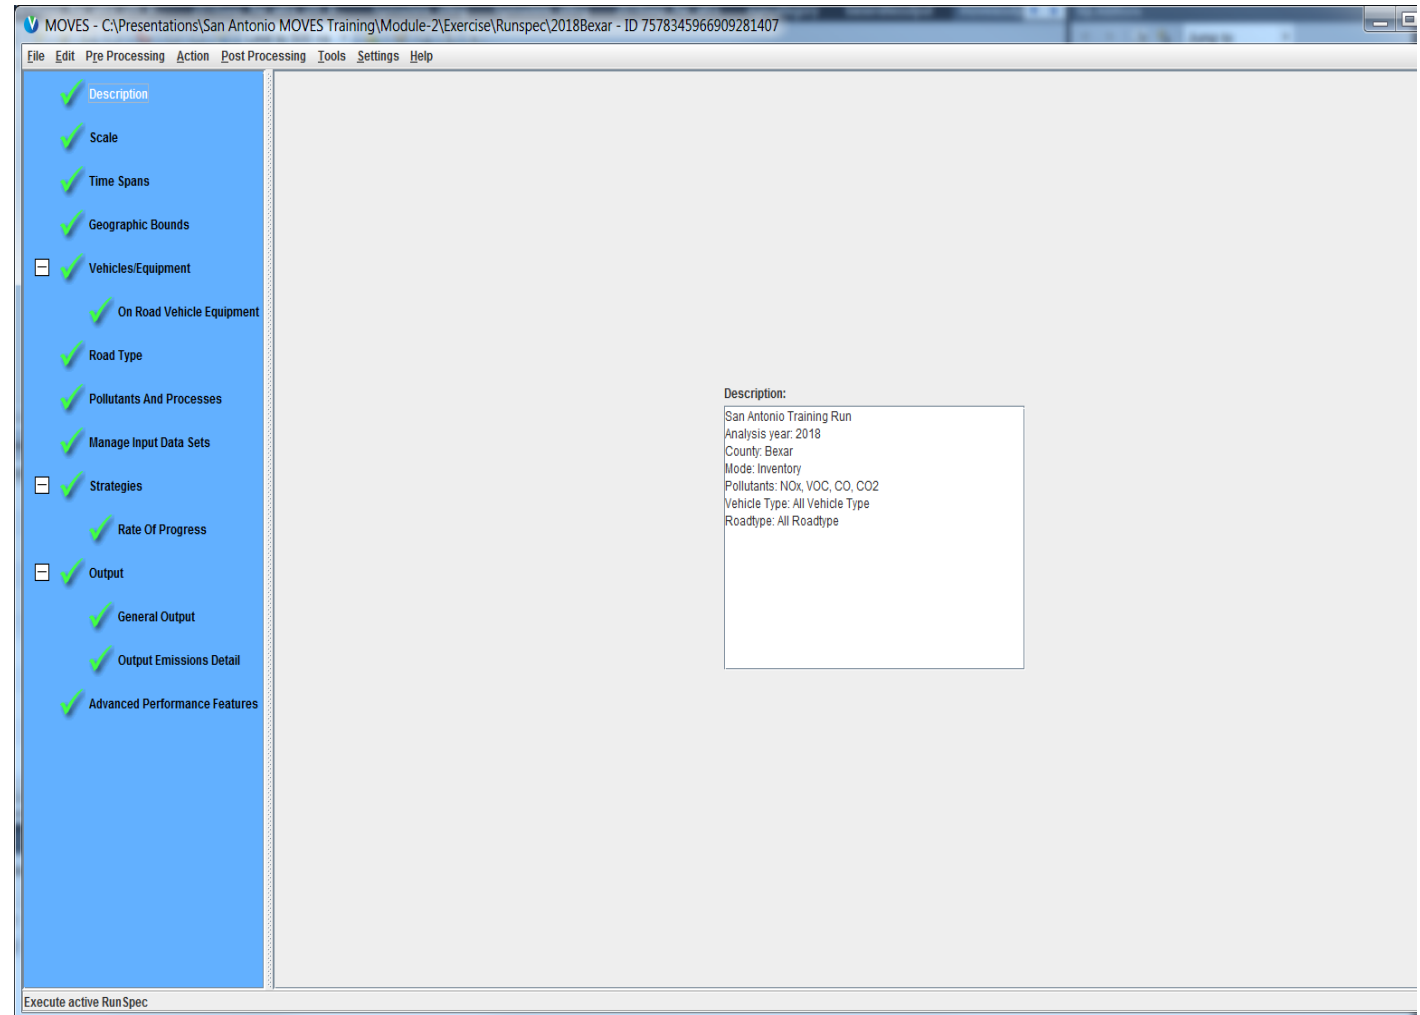 MOVES - C:\Presentations\San Antonio MOVES Training\Module-2\Exercise\Runspec\2018Bexar - ID 7578345966909281407
Jump to
File Edit Pre Processing Action Post Processing Tools Settings Help
Description
Scale
Time Spans
Geographic Bounds
Vehicles/Equipment
On Road Vehicle Equipment
Road Type
Pollutants And Processes
Manage Input Data Sets
Strategies
Rate Of Progress
Output
General Output
Output Emissions Detail
Advanced Performance Features
Description:
San Antonio Training Run
Analysis year: 2018
County: Bexar
Mode: Inventory
Pollutants: NOx, VOC, CO, CO2
Vehicle Type: All Vehicle Type
Roadtype: All Roadtype
Execute active RunSpec